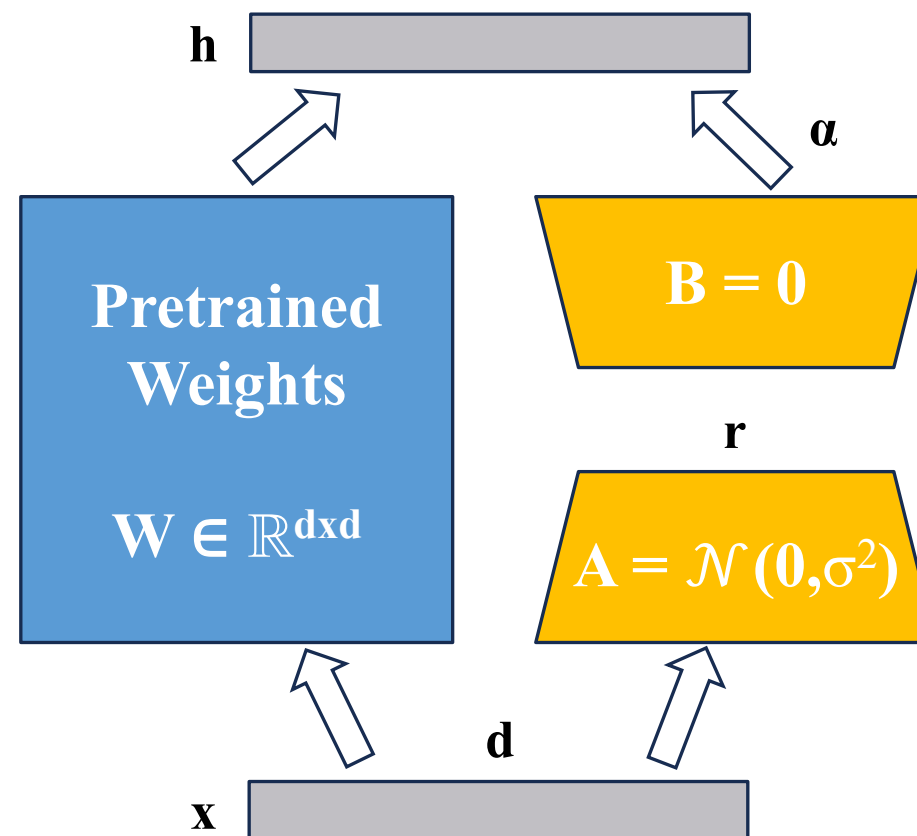 h
α
Pretrained
Weights
W ∈ ℝ^dxd
B = 0
r
A = 𝒩(0,σ²)
d
x